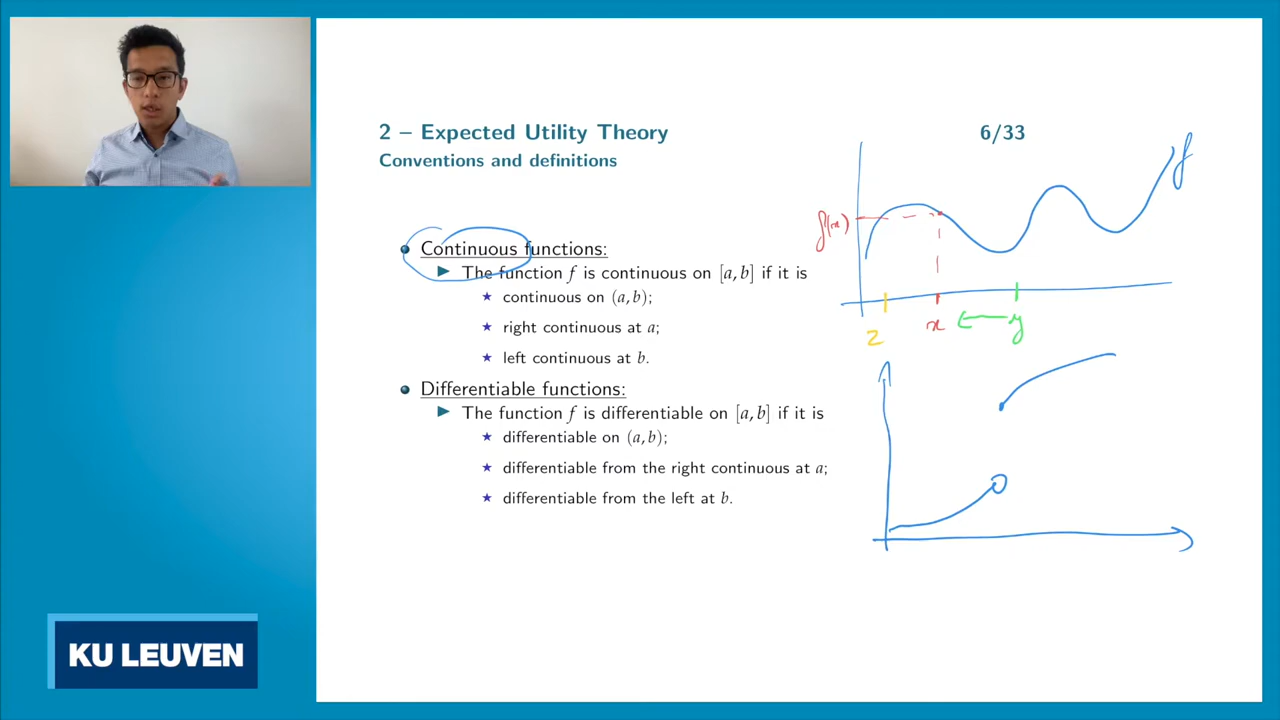 2 – Expected Utility Theory
6/33
Conventions and definitions
Continuous functions:
The function f is continuous on [a, b] if it is
continuous on (a, b);
right continuous at a;
left continuous at b.
Differentiable functions:
The function f is differentiable on [a, b] if it is
differentiable on (a, b);
differentiable from the right continuous at a;
differentiable from the left at b.
f
f(x)
z x y
KU LEUVEN